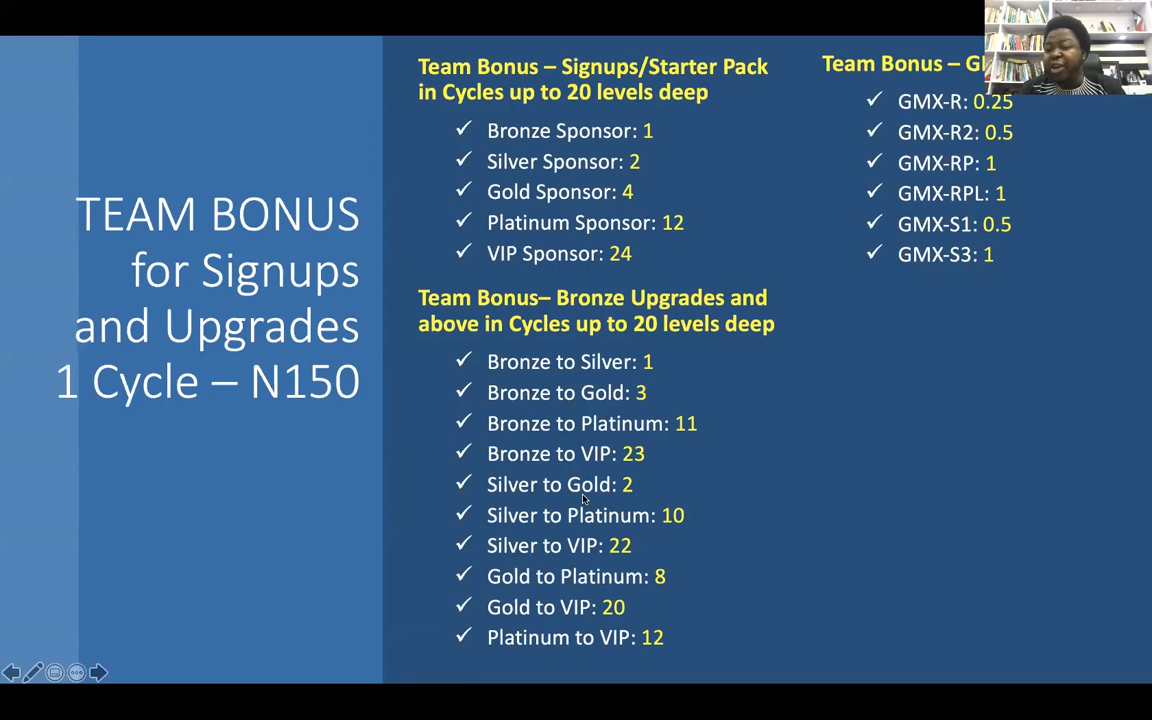 TEAM BONUS
for Signups
and Upgrades
1 Cycle – N150
Team Bonus – Signups/Starter Pack
in Cycles up to 20 levels deep
✓ Bronze Sponsor: 1
✓ Silver Sponsor: 2
✓ Gold Sponsor: 4
✓ Platinum Sponsor: 12
✓ VIP Sponsor: 24
Team Bonus– Bronze Upgrades and
above in Cycles up to 20 levels deep
✓ Bronze to Silver: 1
✓ Bronze to Gold: 3
✓ Bronze to Platinum: 11
✓ Bronze to VIP: 23
✓ Silver to Gold: 2
✓ Silver to Platinum: 10
✓ Silver to VIP: 22
✓ Gold to Platinum: 8
✓ Gold to VIP: 20
✓ Platinum to VIP: 12
Team Bonus –
✓ GMX-R: 0.25
✓ GMX-R2: 0.5
✓ GMX-RP: 1
✓ GMX-RPL: 1
✓ GMX-S1: 0.5
✓ GMX-S3: 1